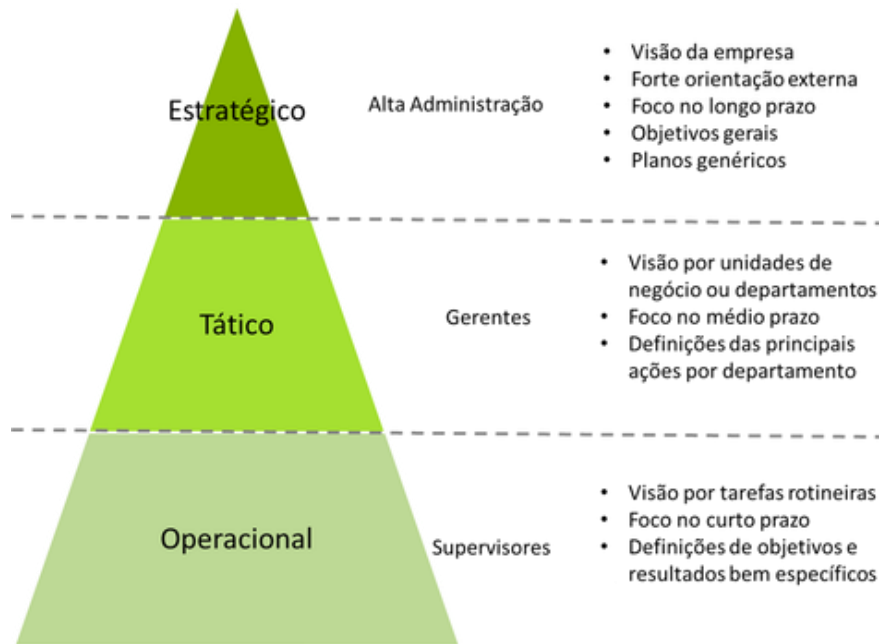 Estratégico
Alta Administração
• Visão da empresa
• Forte orientação externa
• Foco no longo prazo
• Objetivos gerais
• Planos genéricos
Tático
Gerentes
• Visão por unidades de
negócio ou departamentos
• Foco no médio prazo
• Definições das principais
ações por departamento
Operacional
Supervisores
• Visão por tarefas rotineiras
• Foco no curto prazo
• Definições de objetivos e
resultados bem específicos